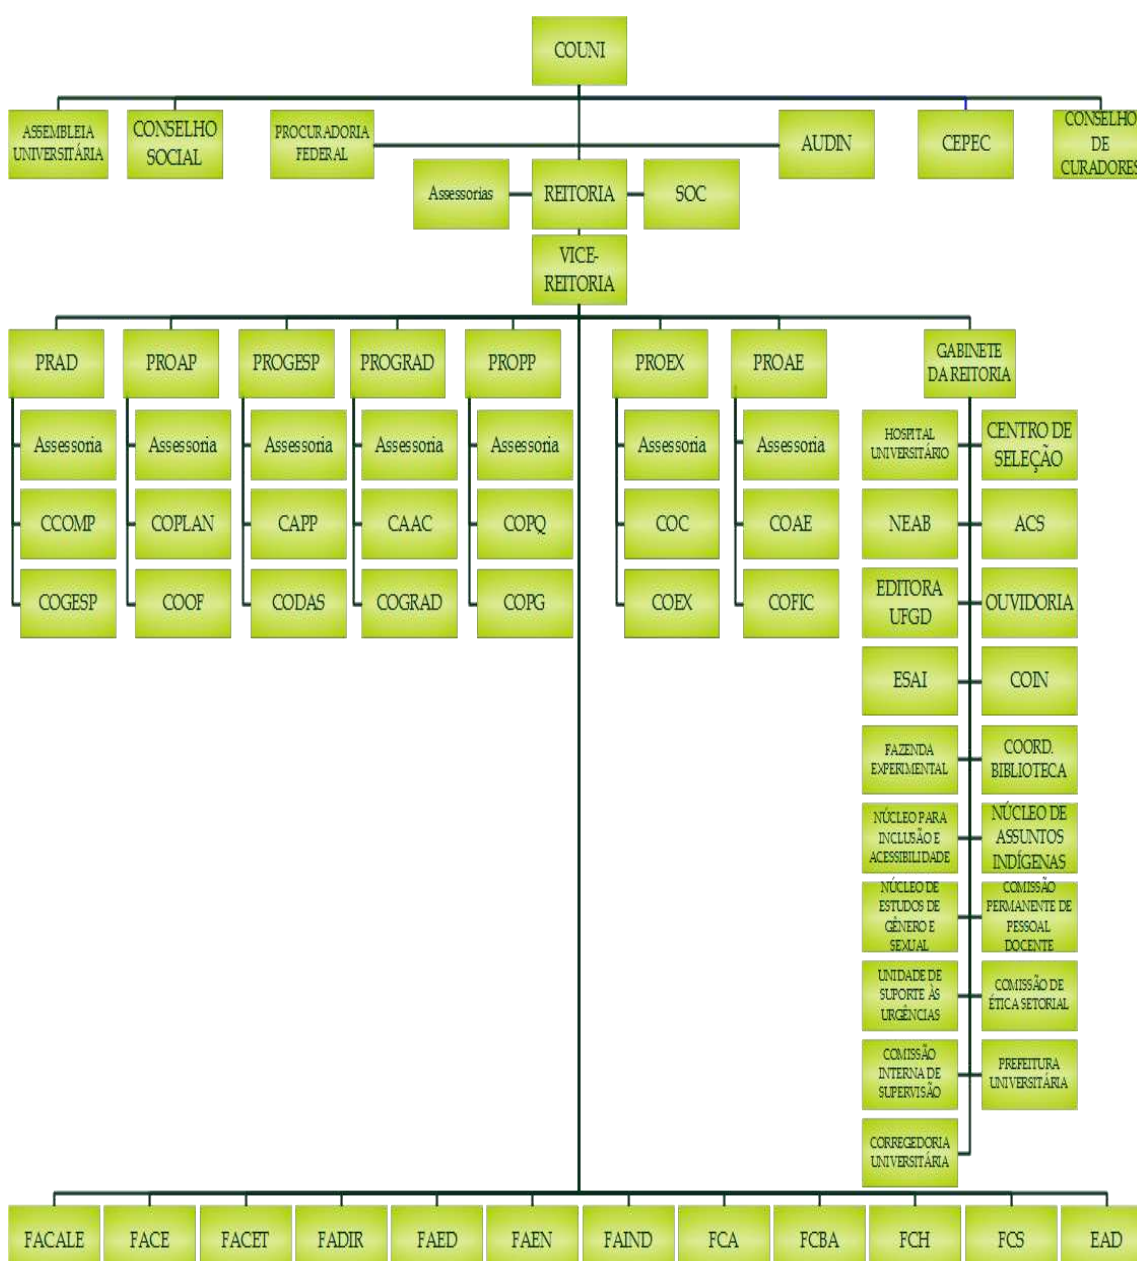 COUNI
ASSEMBLEIA
UNIVERSITÁRIA
CONSELHO
SOCIAL
PROCURADORIA
FEDERAL
AUDIN
CEPEC
CONSELHO
DE
CURADORES
Assessorias
REITORIA
SOC
VICE-
REITORIA
PRAD
PROAP
PROGESP
PROGRAD
PROPP
PROEX
PROAE
GABINETE
DA REITORIA
Assessoria
Assessoria
Assessoria
Assessoria
Assessoria
Assessoria
Assessoria
HOSPITAL
UNIVERSITÁRIO
CENTRO DE
SELEÇÃO
CCOMP
COPLAN
CAPP
CAAC
COPQ
COC
COAE
NEAB
ACS
COGESP
COOF
CODAS
COGRAD
COPG
COEX
COFIC
EDITORA
UFGD
OUVIDORIA
ESAI
COIN
FAZENDA
EXPERIMENTAL
COORD.
BIBLIOTECA
NÚCLEO PARA
INCLUSÃO E
ACESSIBILIDADE
NÚCLEO DE
ASSUNTOS
INDÍGENAS
NÚCLEO DE
ESTUDOS DE
GÊNERO E
SEXUAL
COMISSÃO
PERMANENTE DE
PESSOAL
DOCENTE
UNIDADE DE
SUPORTE ÀS
URGÊNCIAS
COMISSÃO DE
ÉTICA SETORIAL
COMISSÃO
INTERNA DE
SUPERVISÃO
PREFEITURA
UNIVERSITÁRIA
CORREGEDORIA
UNIVERSITÁRIA
FACALE
FACE
FACET
FADIR
FAED
FAEN
FAIND
FCA
FCBA
FCH
FCS
EAD